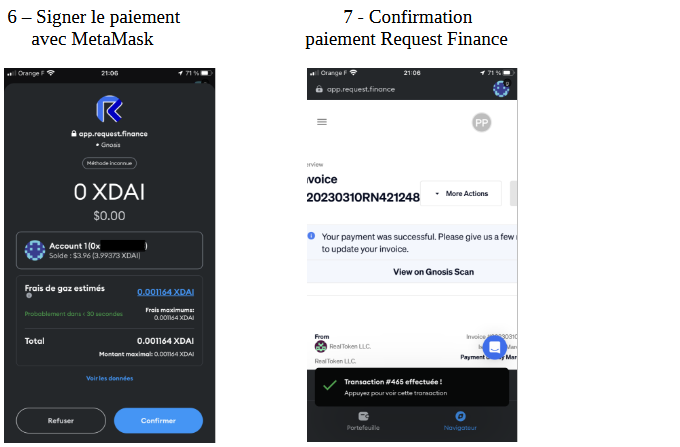 6 – Signer le paiement
avec MetaMask
Orange F
21:06
71 %
app.request.finance
Gnosis
Méthode Inconnue
0 XDAI
$0.00
Account 1(0x )
Solde : $3.96 (3.99373 XDAI)
Frais de gaz estimés
0.001164 XDAI
Probablement dans < 30 secondes
Frais maximums:
0.001164 XDAI
Total
0.001164 XDAI
Montant maximal: 0.001164 XDAI
Voir les données
Refuser
Confirmer
7 - Confirmation
paiement Request Finance
Orange F
21:06
71 %
app.request.finance
PP
rview
voice
20230310RN421248
More Actions
Your payment was successful. Please give us a few
to update your invoice.
View on Gnosis Scan
From
Invoice
RealToken LLC.
RealToken LLC.
Payment
Mar
Transaction #465 effectuée !
Appuyez pour voir cette transaction
Portefeuille
Navigateur